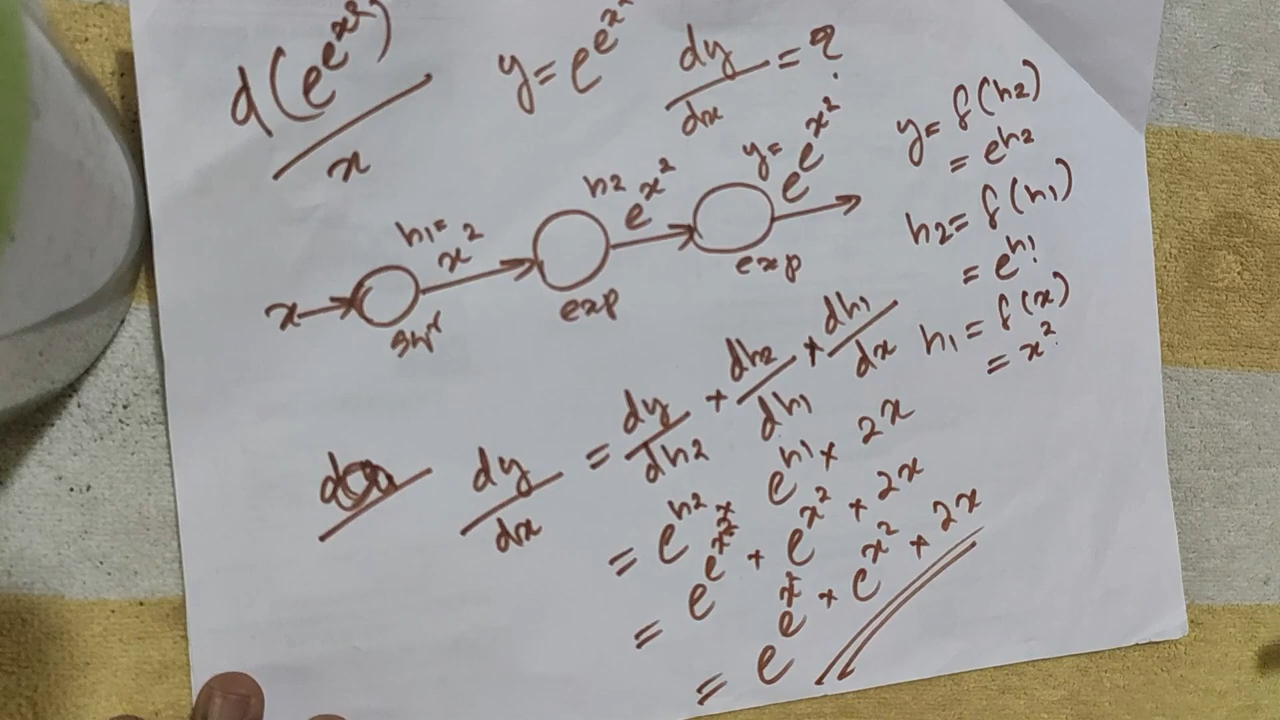 d(e^{e^{x^2}})/x y = e^{e^{x^2}} dy/dx = ?
x → h1 = x^2 → h2 e^{x^2} → y = e^{e^{x^2}} →
sqr exp exp
y = f(h2)
= e^{h2}
h2 = f(h1)
= e^{h1}
h1 = f(x)
= x^2
dy/dx = dy/dh2 * dh2/dh1 * dh1/dx
= e^{h2} * e^{h1} * 2x
= e^{e^{x^2}} * e^{x^2} * 2x
= e^{e^{x^2}} * e^{x^2} * 2x